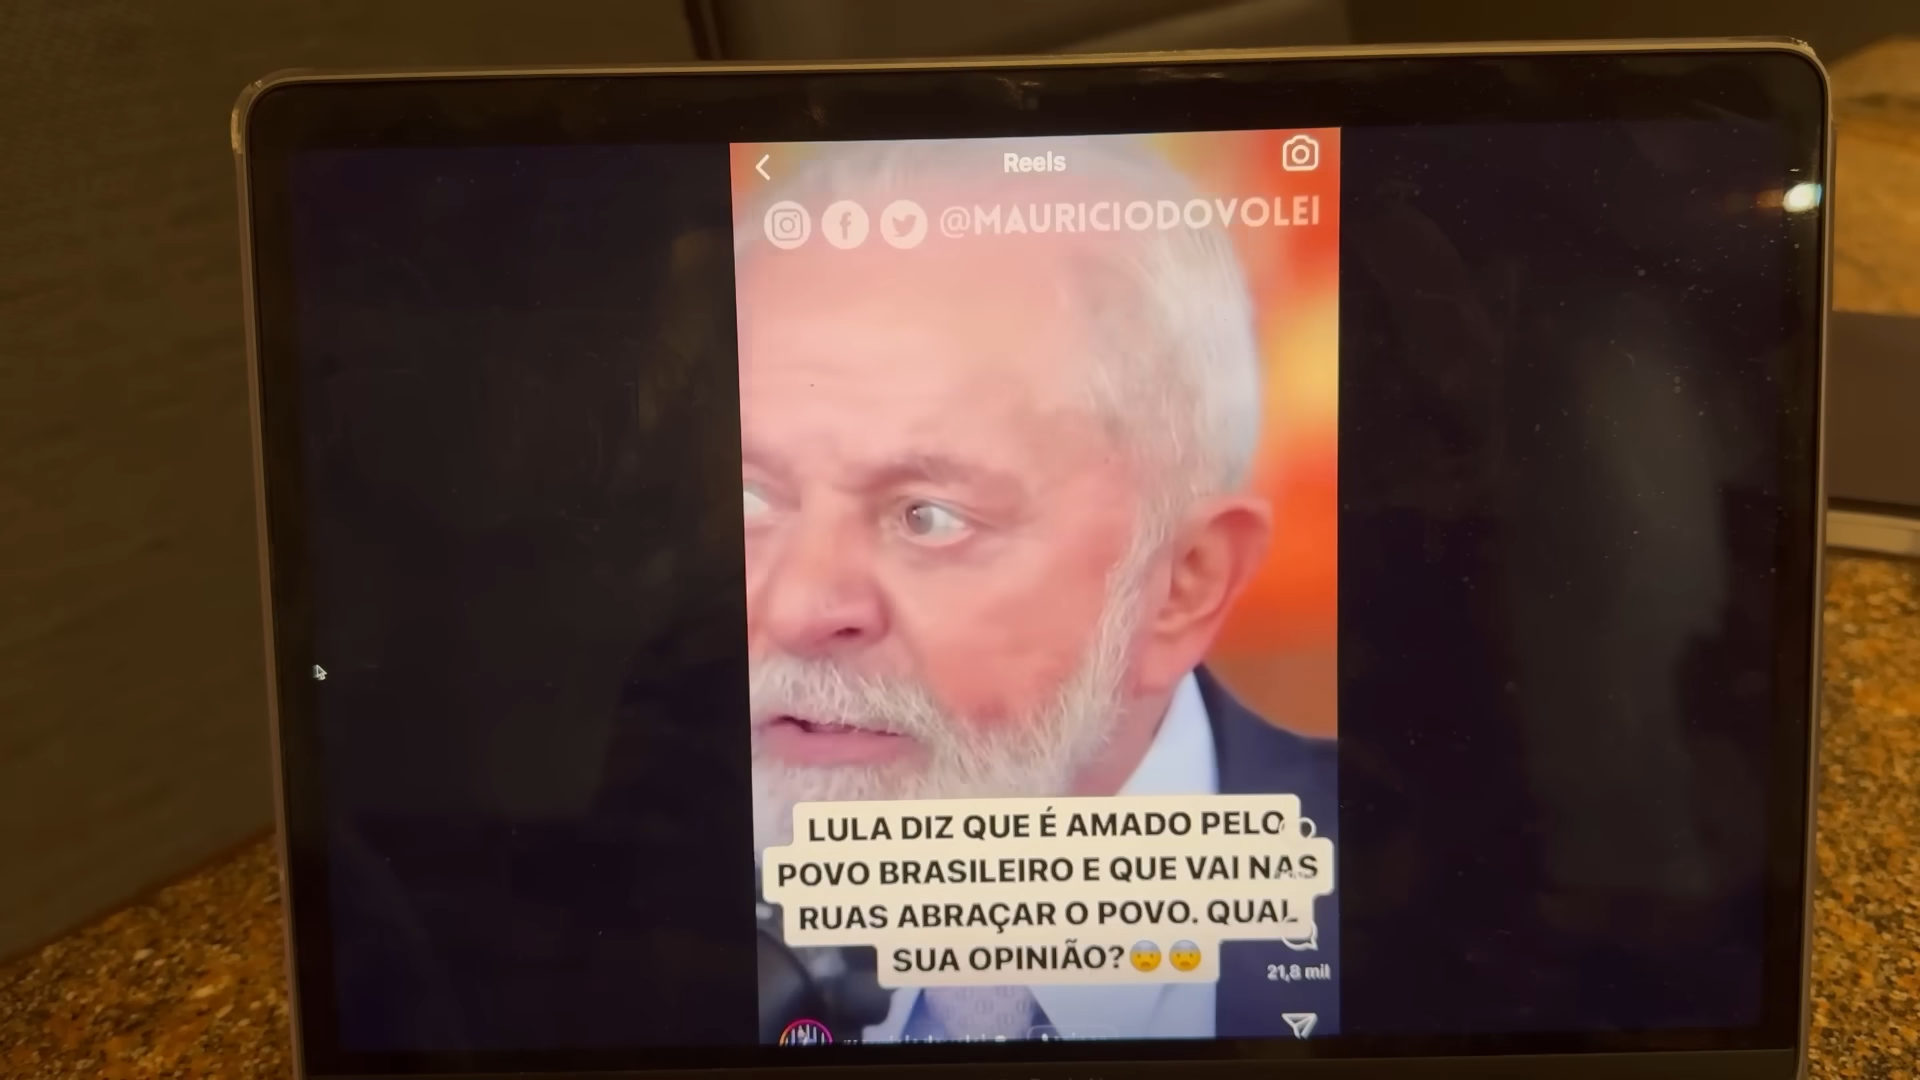 Reels
@MAURICIODOVOLEI
LULA DIZ QUE É AMADO PELO
POVO BRASILEIRO E QUE VAI NAS
RUAS ABRAÇAR O POVO. QUAL
SUA OPINIÃO?😨😨
21,8 mil